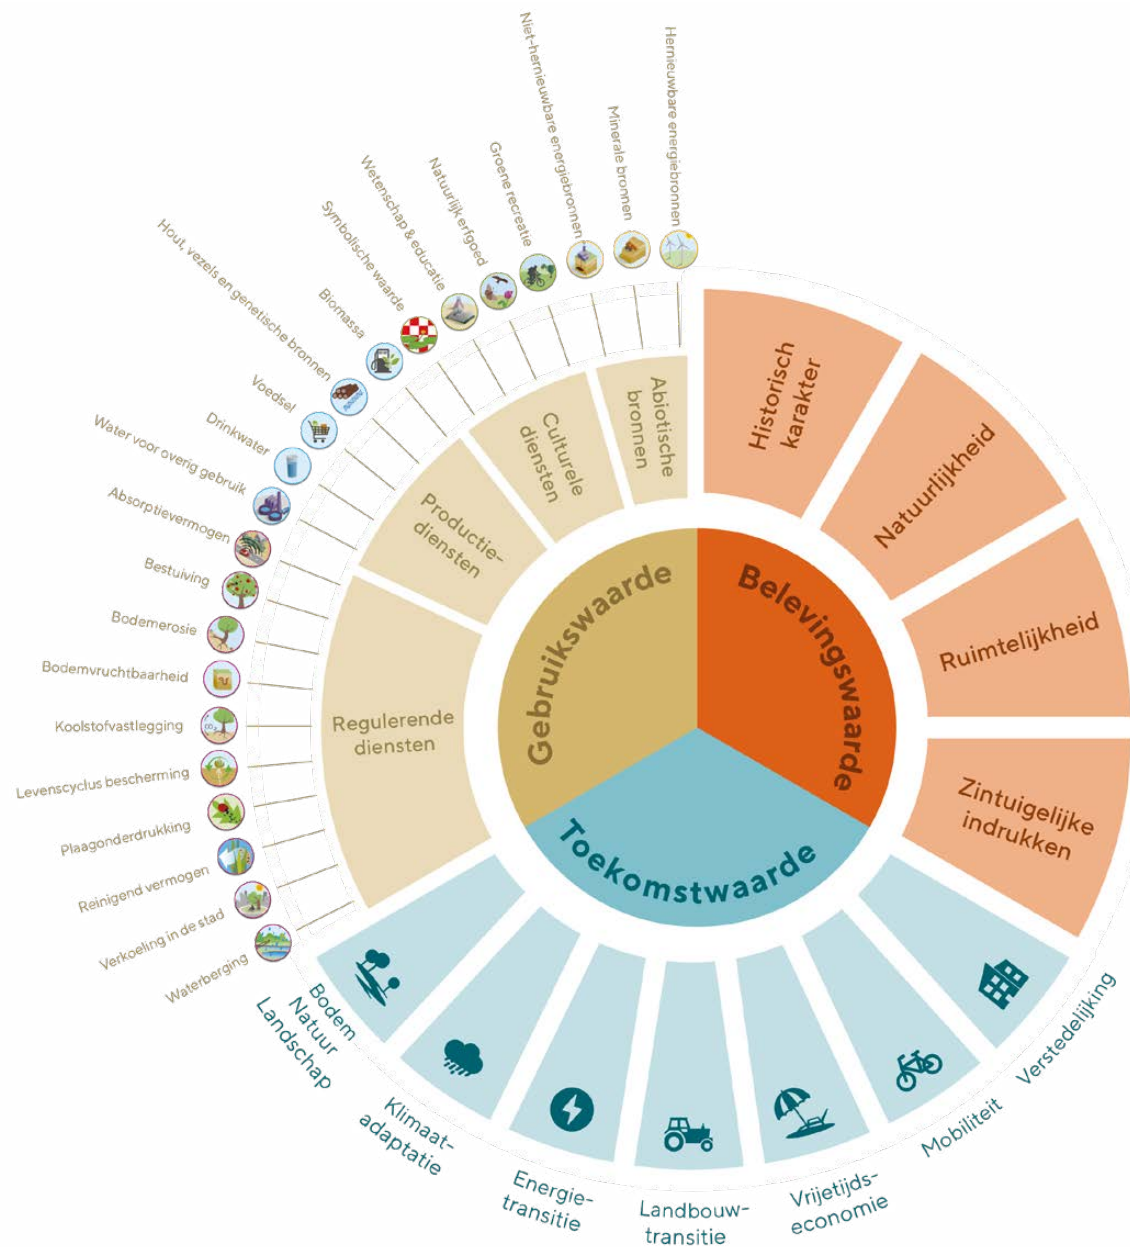 Niet-hernieuwbare energiebronnen
Minerale bronnen
Hernieuwbare energiebronnen
Groene recreatie
Natuurlijk erfgoed
Wetenschap & educatie
Symbolische waarde
Biomassa
Hout, vezels en genetische bronnen
Voedsel
Drinkwater
Water voor overig gebruik
Absorptievermogen
Bestuiving
Bodemerosie
Bodemvruchtbaarheid
Koolstofvastlegging
Levenscyclus bescherming
Plaagonderdrukking
Reinigend vermogen
Verkoeling in de stad
Waterberging
Abiotische
bronnen
Culturele
diensten
Productie-
diensten
Regulerende
diensten
Historisch
karakter
Natuurlijkheid
Ruimtelijkheid
Zintuigelijke
indrukken
Gebruikswaarde
Belevingswaarde
Toekomstwaarde
Bodem
Natuur
Landschap
Klimaat-
adaptatie
Energie-
transitie
Landbouw-
transitie
Vrijetijds-
economie
Mobiliteit
Verstedelijking